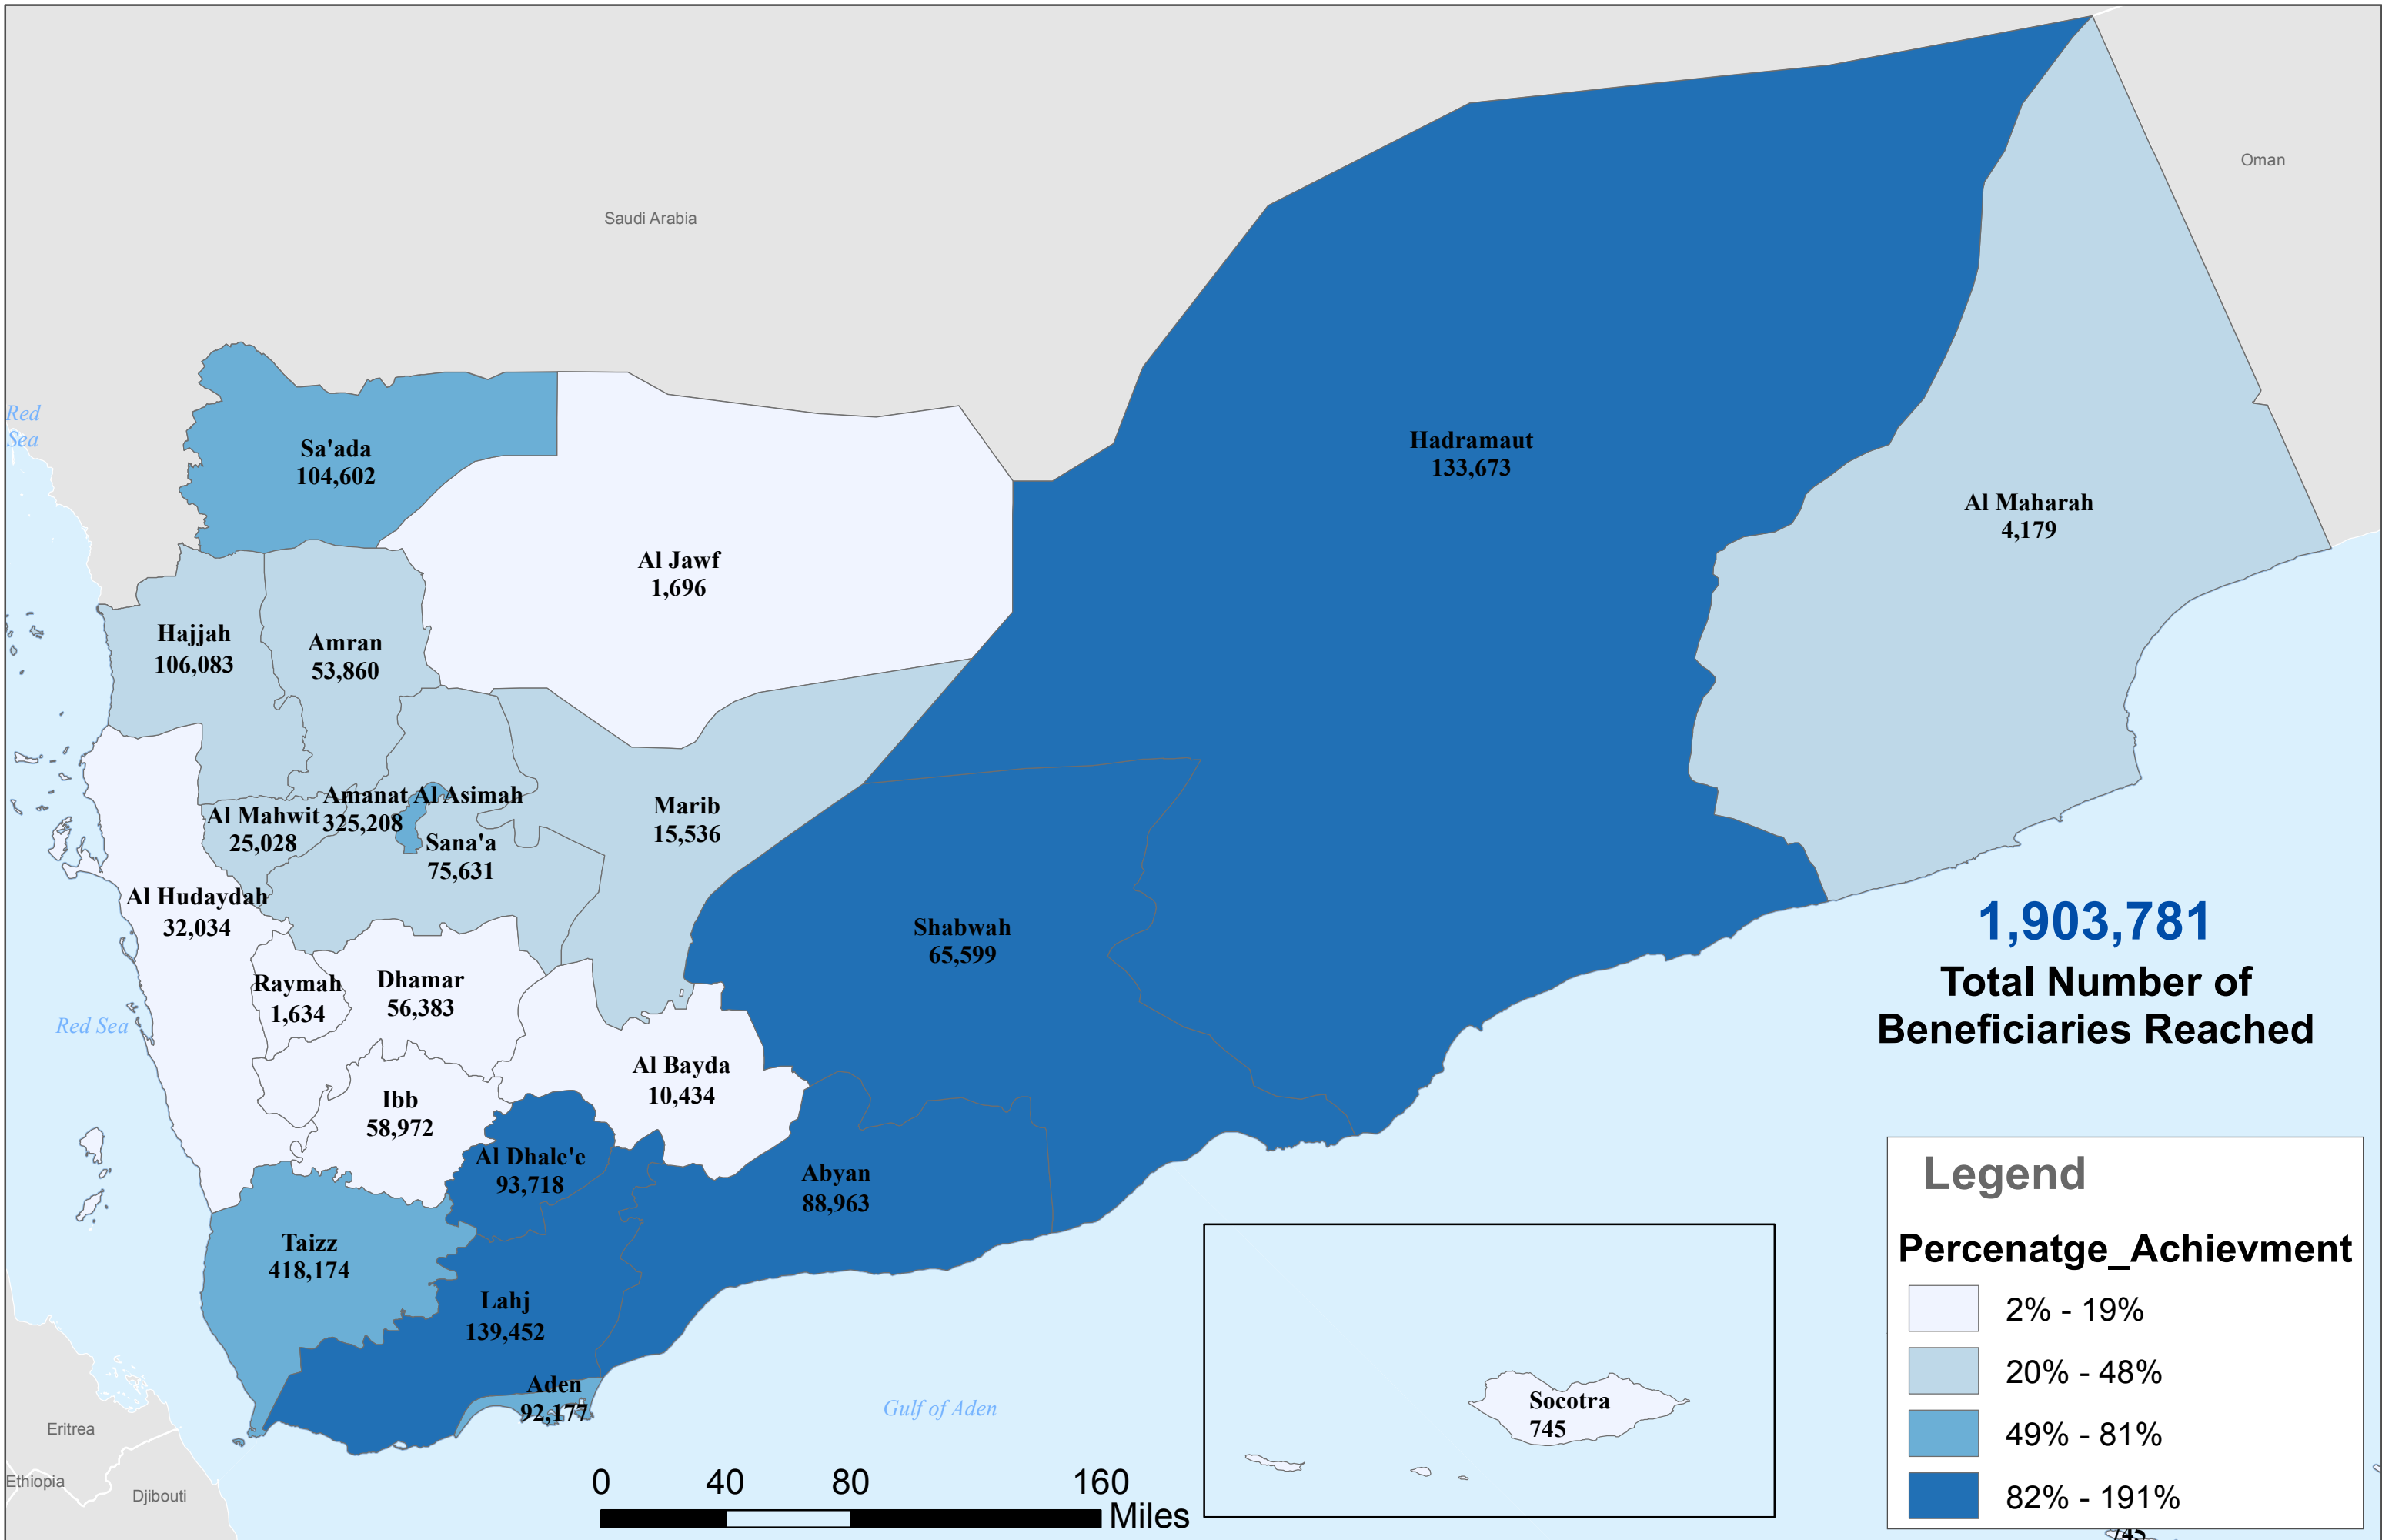 Oman
Saudi Arabia
Red
Sea
Sa'ada
104,602
Hadramaut
133,673
Al Maharah
4,179
Al Jawf
1,696
Hajjah
106,083
Amran
53,860
Amanat Al Asimah
325,208
Al Mahwit
25,028
Sana'a
75,631
Marib
15,536
Al Hudaydah
32,034
Shabwah
65,599
Raymah
1,634
Dhamar
56,383
Red Sea
Al Bayda
10,434
Ibb
58,972
Al Dhale'e
93,718
Abyan
88,963
Taizz
418,174
Lahj
139,452
Aden
92,177
Gulf of Aden
Socotra
745
Eritrea
Ethiopia
Djibouti
0 40 80 160
Miles
1,903,781
Total Number of
Beneficiaries Reached
Legend
Percenatge_Achievment
2% - 19%
20% - 48%
49% - 81%
82% - 191%
745